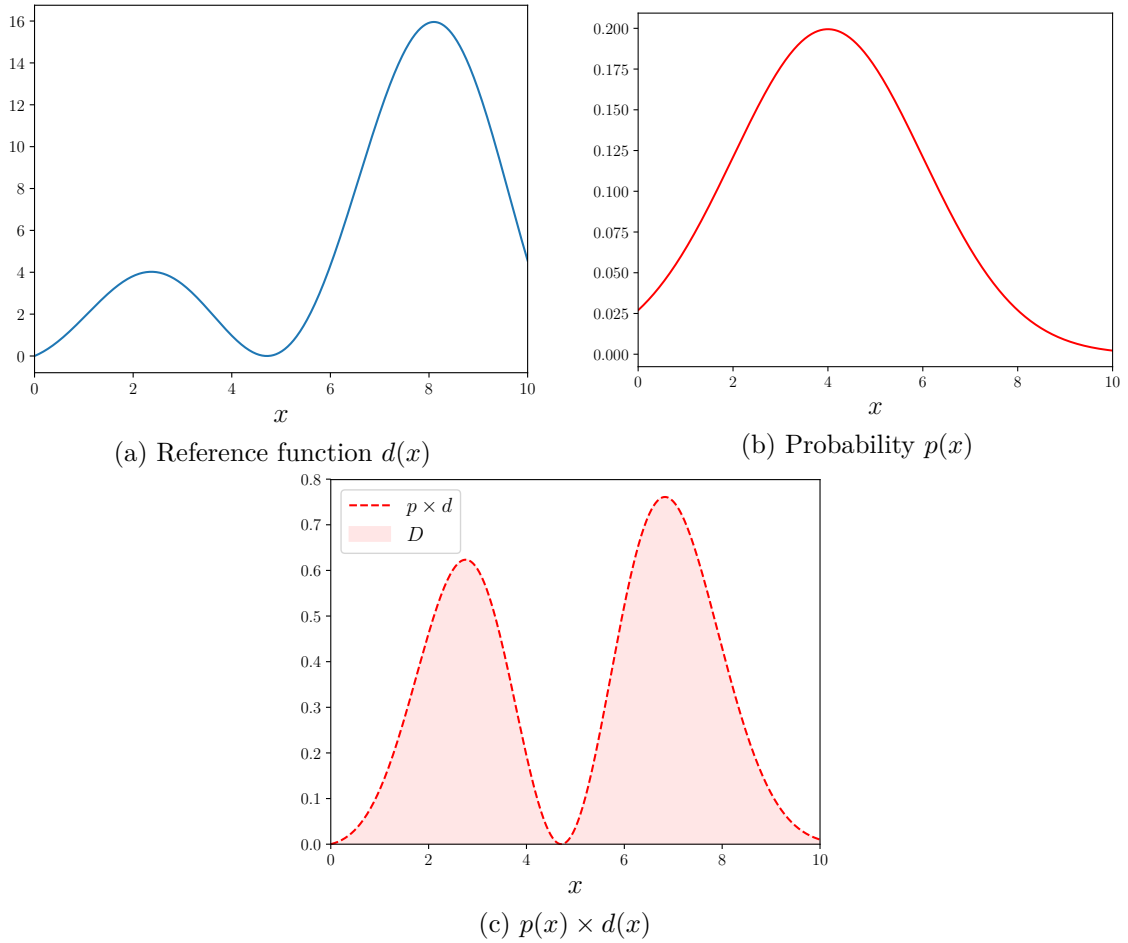 16
14
12
10
8
6
4
2
0
0 2 4 6 8 10
x
(a) Reference function d(x)
0.200
0.175
0.150
0.125
0.100
0.075
0.050
0.025
0.000
0 2 4 6 8 10
x
(b) Probability p(x)
0.8
0.7
0.6
0.5
0.4
0.3
0.2
0.1
0.0
p × d
D
0 2 4 6 8 10
x
(c) p(x) × d(x)